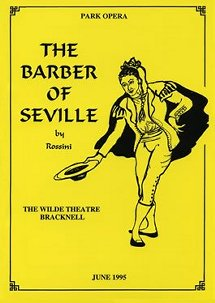 PARK OPERA
THE
BARBER
OF
SEVILLE
by
Rossini
THE WILDE THEATRE
BRACKNELL
JUNE 1995